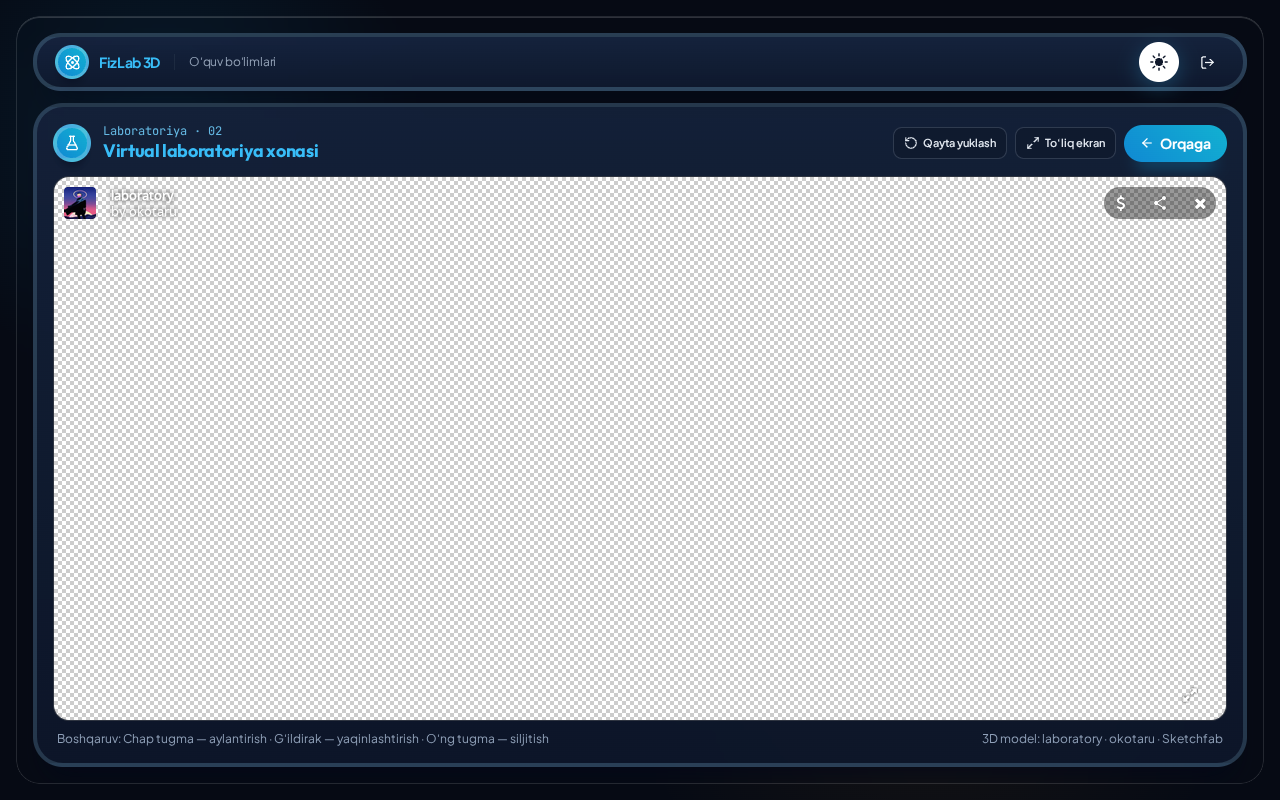 FizLab 3D
O'quv bo'limlari
Laboratoriya · 02
Virtual laboratoriya xonasi
Qayta yuklash
To'liq ekran
Orqaga
laboratory
by okotaru
Boshqaruv: Chap tugma — aylantirish · G'ildirak — yaqinlashtirish · O'ng tugma — siljitish
3D model: laboratory · okotaru · Sketchfab